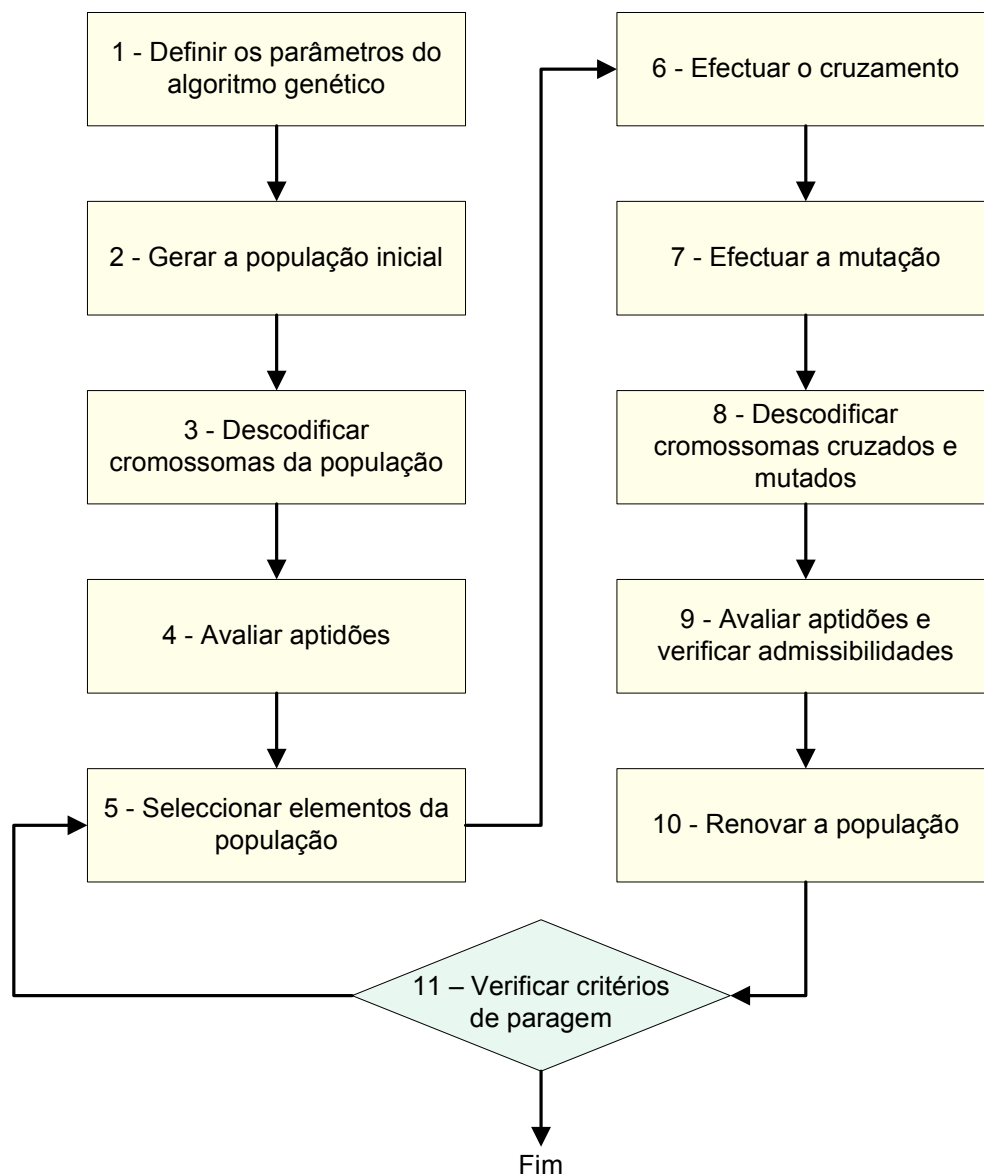 1 - Definir os parâmetros do
algoritmo genético
2 - Gerar a população inicial
3 - Descodificar
cromossomas da população
4 - Avaliar aptidões
5 - Seleccionar elementos da
população
6 - Efectuar o cruzamento
7 - Efectuar a mutação
8 - Descodificar
cromossomas cruzados e
mutados
9 - Avaliar aptidões e
verificar admissibilidades
10 - Renovar a população
11 – Verificar critérios
de paragem
Fim